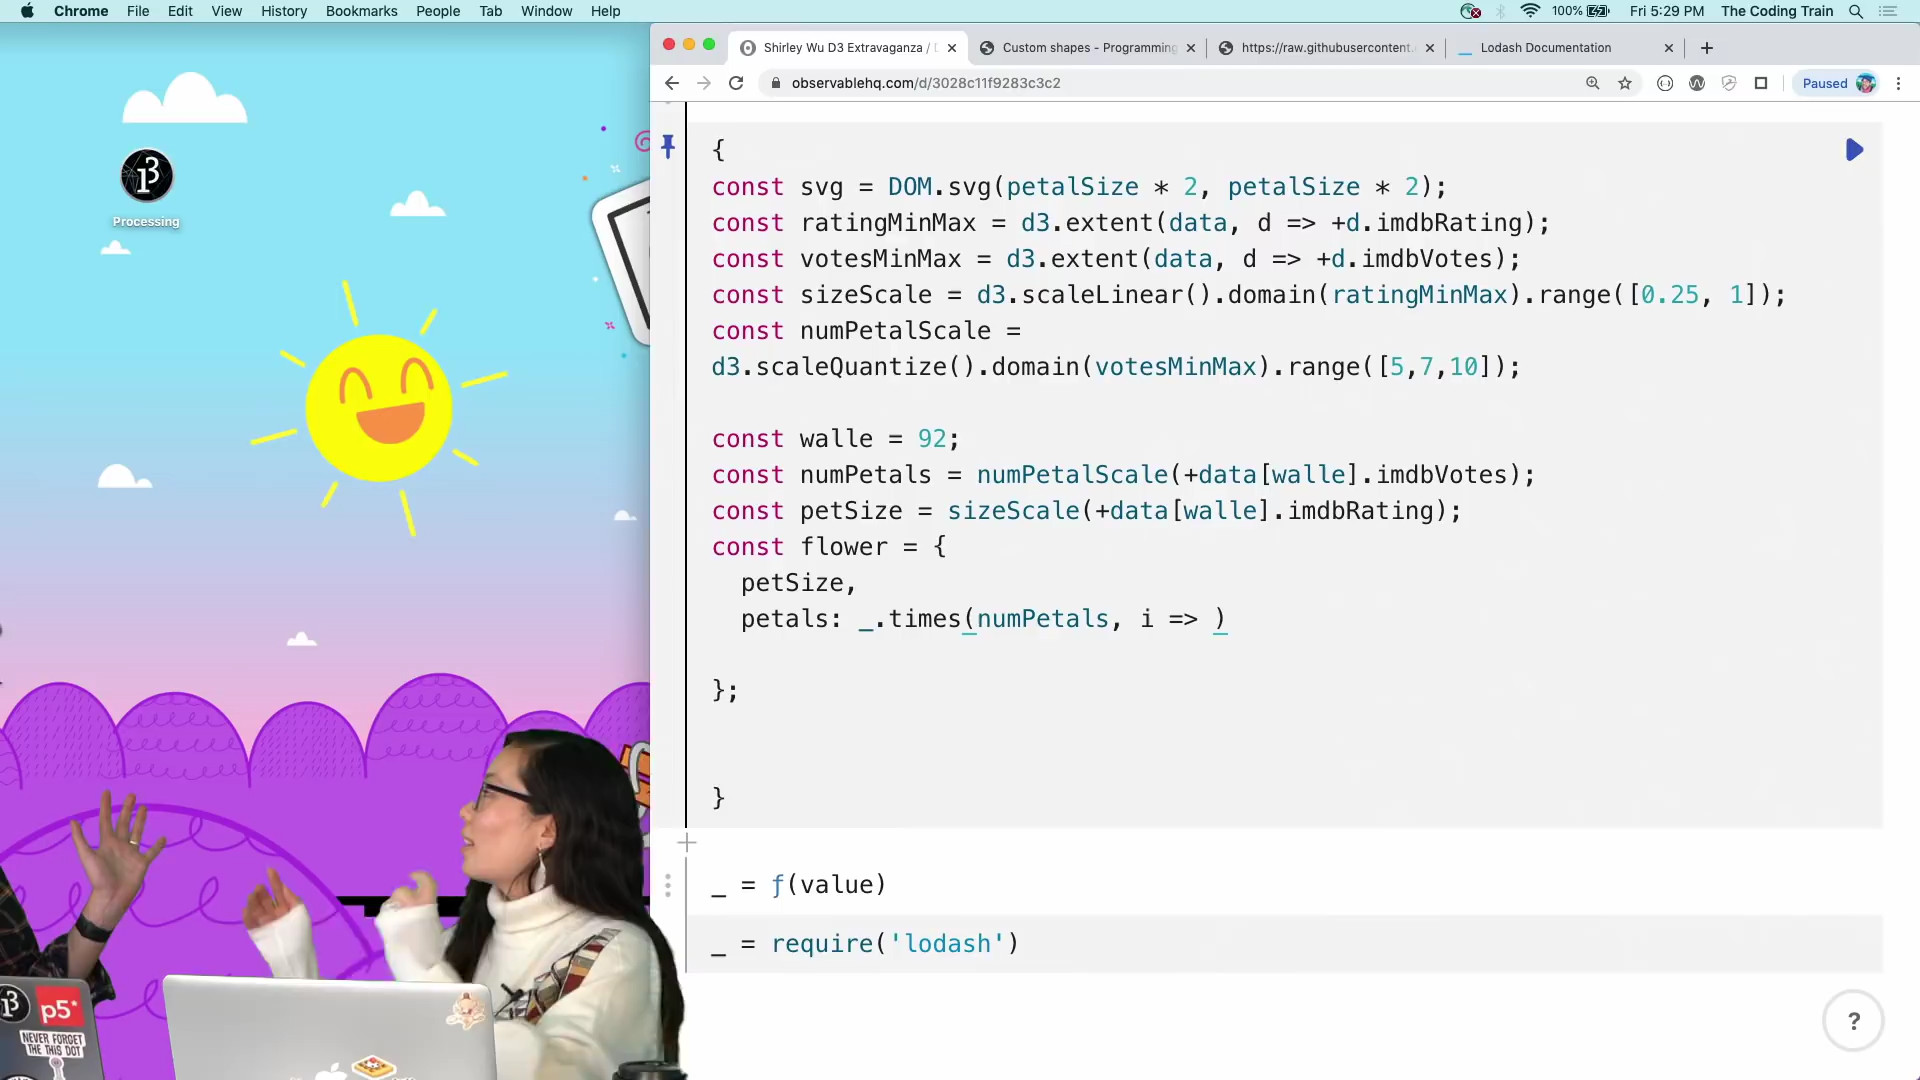 Chrome File Edit View History Bookmarks People Tab Window Help
100% Fri 5:29 PM The Coding Train
Shirley Wu D3 Extravaganza /
Custom shapes - Programming
https://raw.githubusercontent.
Lodash Documentation
observablehq.com/d/3028c11f9283c3c2
Paused
Processing
{
const svg = DOM.svg(petalSize * 2, petalSize * 2);
const ratingMinMax = d3.extent(data, d => +d.imdbRating);
const votesMinMax = d3.extent(data, d => +d.imdbVotes);
const sizeScale = d3.scaleLinear().domain(ratingMinMax).range([0.25, 1]);
const numPetalScale =
d3.scaleQuantize().domain(votesMinMax).range([5,7,10]);
const walle = 92;
const numPetals = numPetalScale(+data[walle].imdbVotes);
const petSize = sizeScale(+data[walle].imdbRating);
const flower = {
petSize,
petals: _.times(numPetals, i => )
};
}
_ = ƒ(value)
_ = require('lodash')
?
p5*
NEVER FORGET
THE THIS DOT